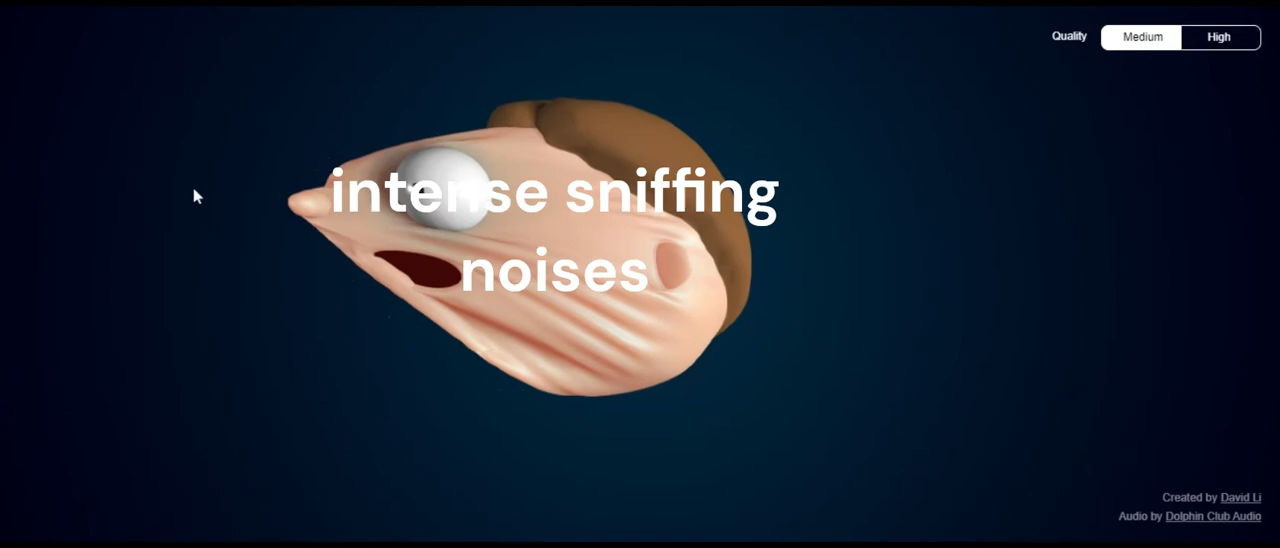 Quality Medium High
intense sniffing
noises
Created by David Li
Audio by Dolphin Club Audio